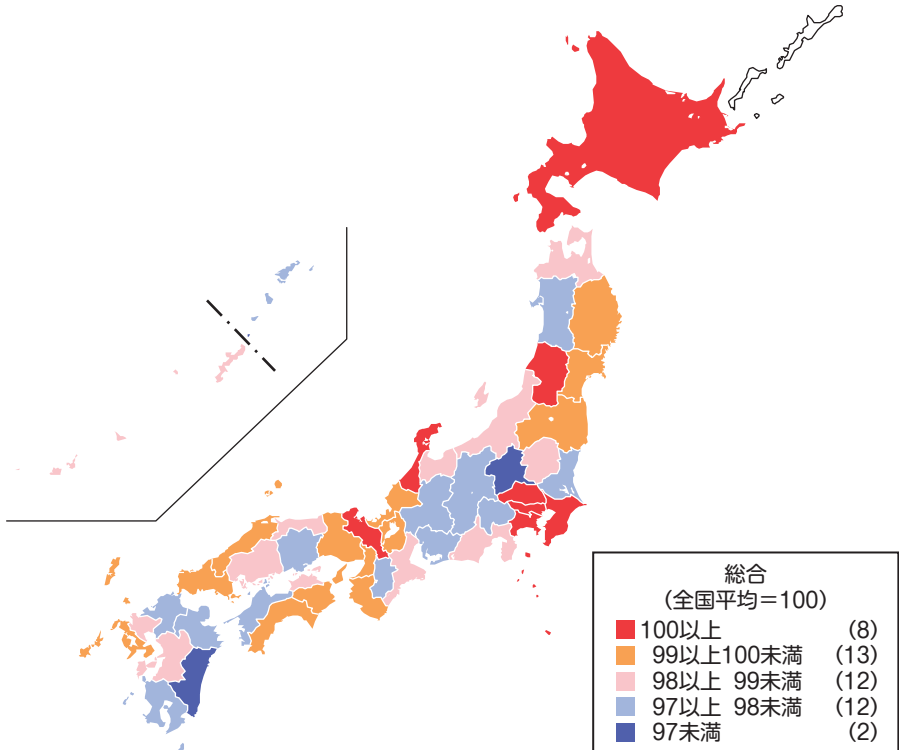 総合
(全国平均=100)
100以上 (8)
99以上100未満 (13)
98以上 99未満 (12)
97以上 98未満 (12)
97未満 (2)